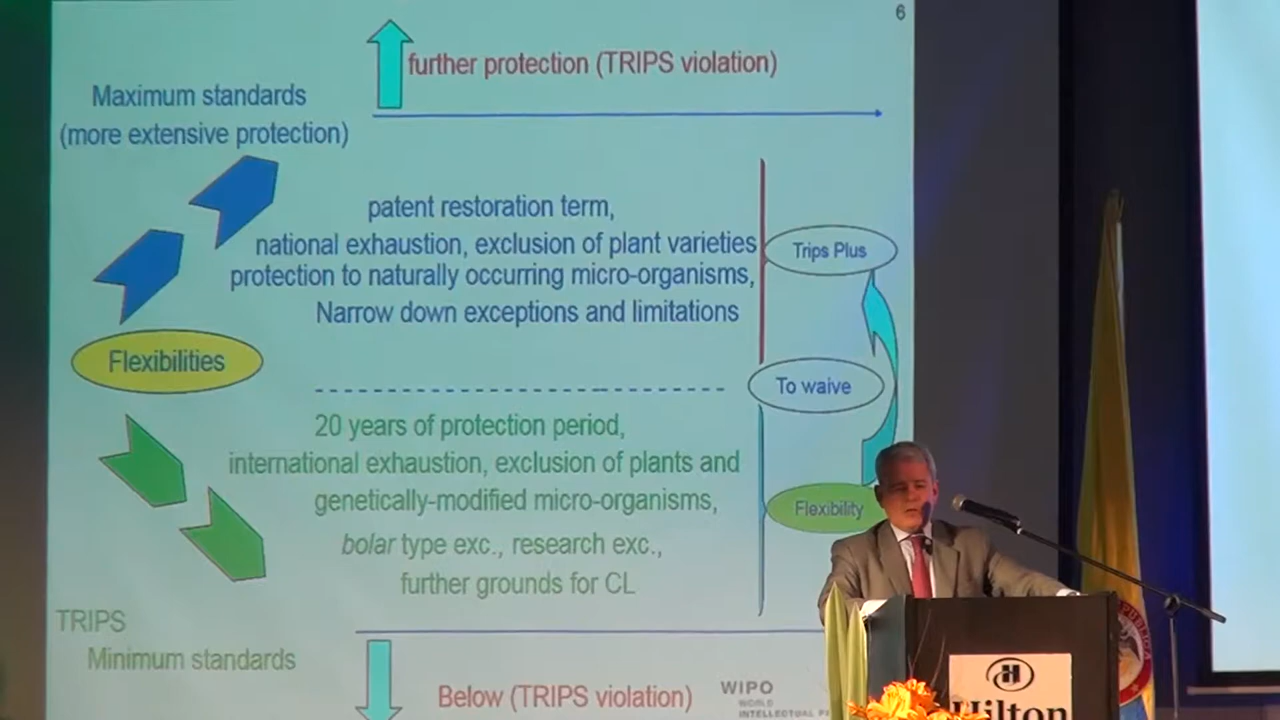 6
further protection (TRIPS violation)
Maximum standards
(more extensive protection)
patent restoration term,
national exhaustion, exclusion of plant varieties
protection to naturally occurring micro-organisms,
Narrow down exceptions and limitations
Trips Plus
Flexibilities
To waive
20 years of protection period,
international exhaustion, exclusion of plants and
genetically-modified micro-organisms,
Flexibility
bolar type exc., research exc.,
further grounds for CL
TRIPS
Minimum standards
Below (TRIPS violation)
WIPO
WORLD
INTELLECTUAL
H
Hilton